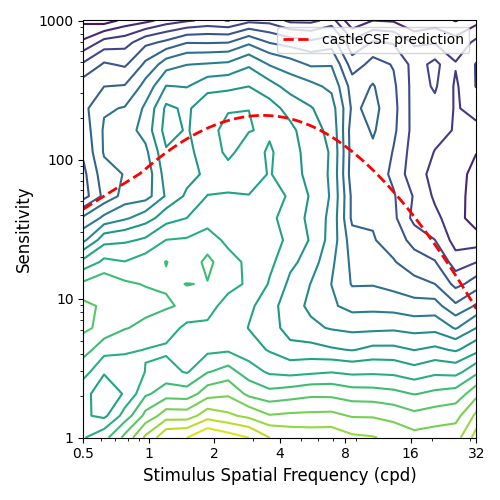 1000
castleCSF prediction
100
10
1
Sensitivity
0.5 1 2 4 8 16 32
Stimulus Spatial Frequency (cpd)